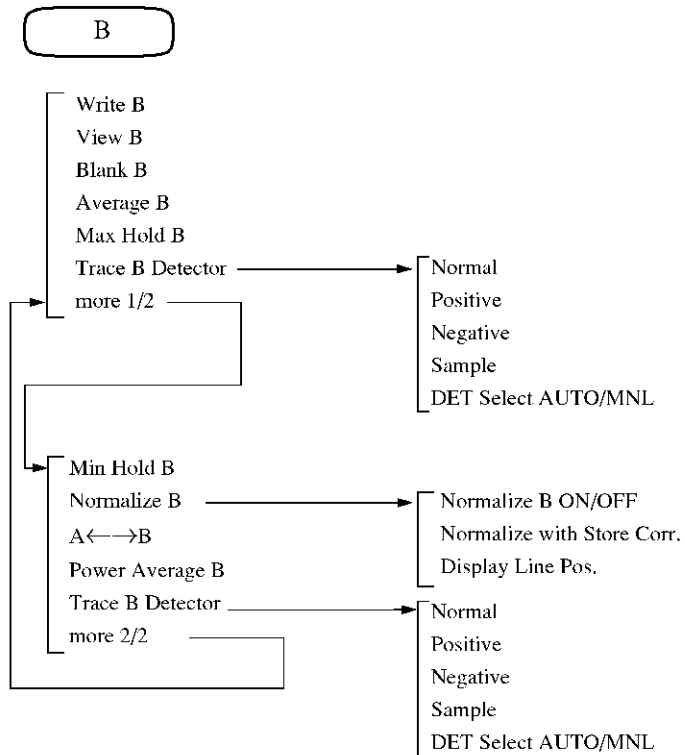 B
Write B
View B
Blank B
Average B
Max Hold B
Trace B Detector
more 1/2
Normal
Positive
Negative
Sample
DET Select AUTO/MNL
Min Hold B
Normalize B
A←→B
Power Average B
Trace B Detector
more 2/2
Normalize B ON/OFF
Normalize with Store Corr.
Display Line Pos.
Normal
Positive
Negative
Sample
DET Select AUTO/MNL